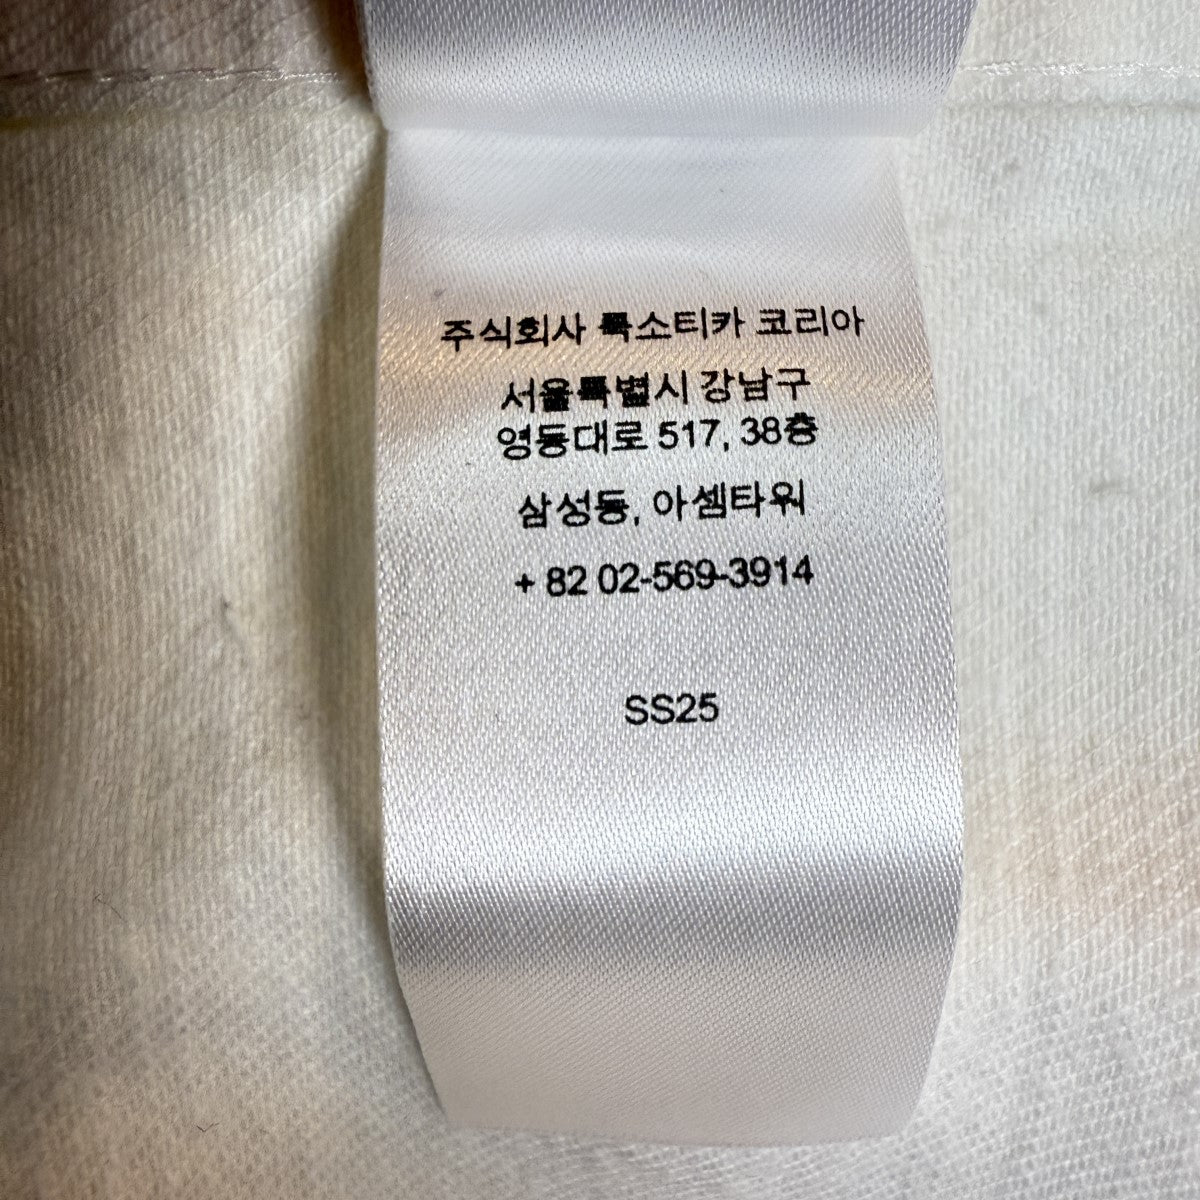 주식회사 룩소티카 코리아
서울특별시 강남구
영동대로 517, 38층
삼성동, 아셈타워
+ 82 02-569-3914
SS25